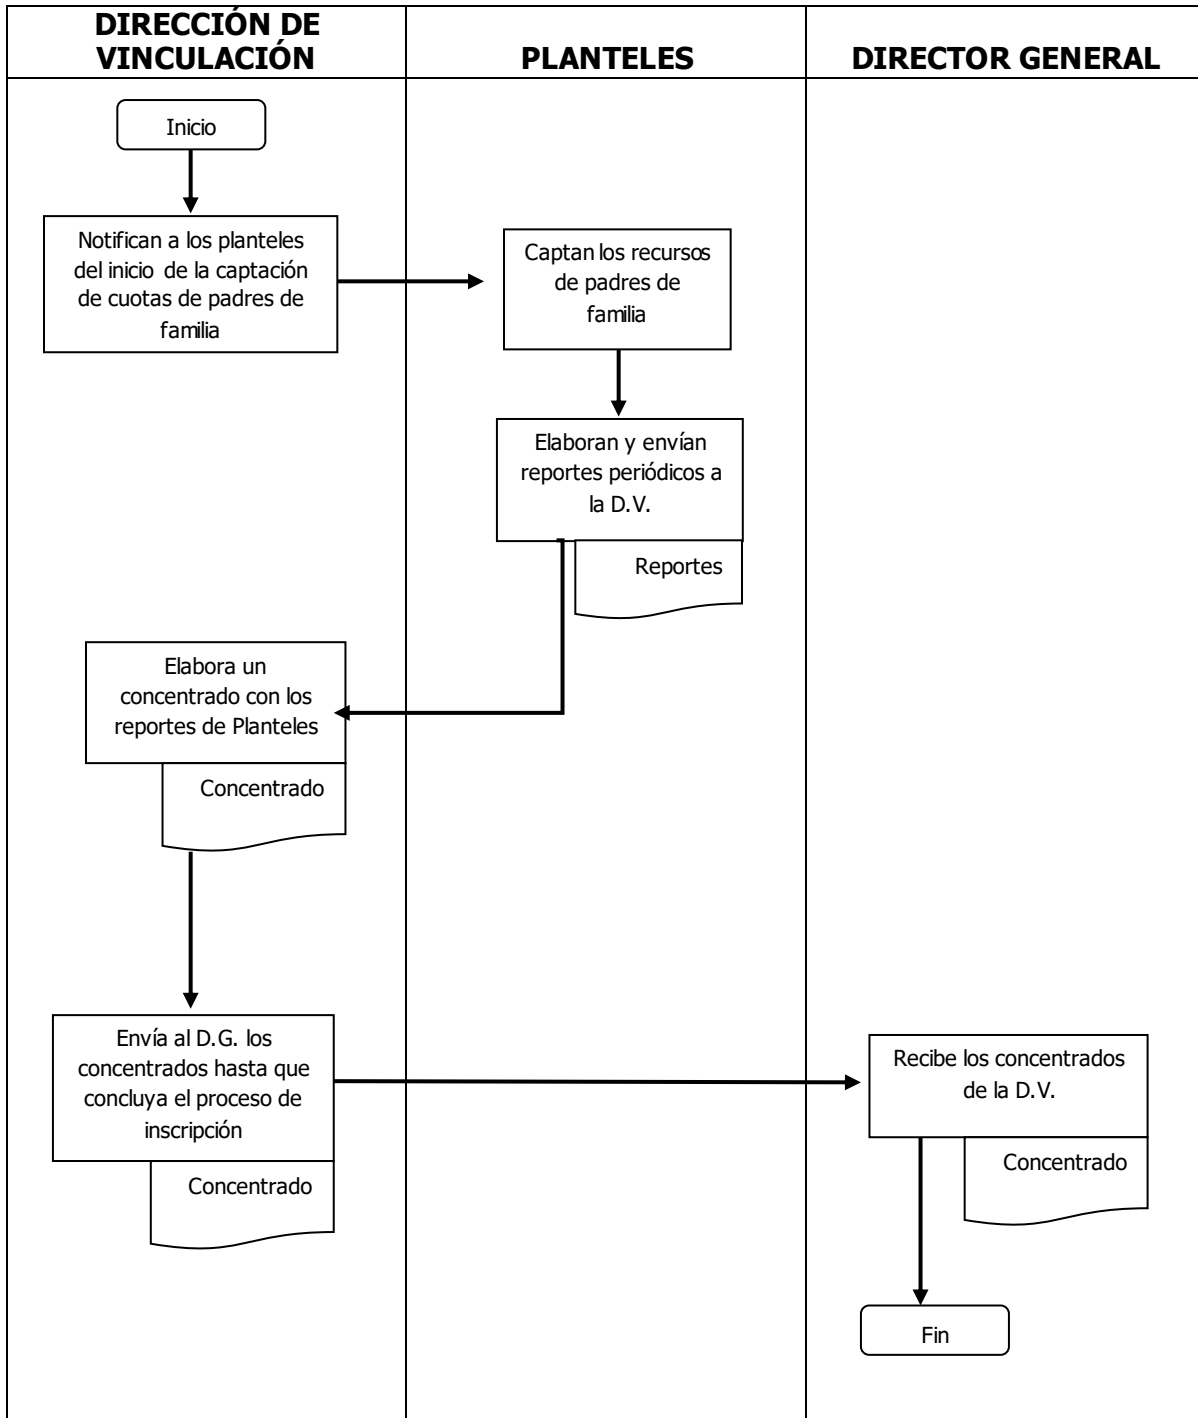 DIRECCIÓN DE
VINCULACIÓN
PLANTELES
DIRECTOR GENERAL
Inicio
Notifican a los planteles
del inicio de la captación
de cuotas de padres de
familia
Captan los recursos
de padres de
familia
Elaboran y envían
reportes periódicos a
la D.V.
Reportes
Elabora un
concentrado con los
reportes de Planteles
Concentrado
Envía al D.G. los
concentrados hasta que
concluya el proceso de
inscripción
Concentrado
Recibe los concentrados
de la D.V.
Concentrado
Fin